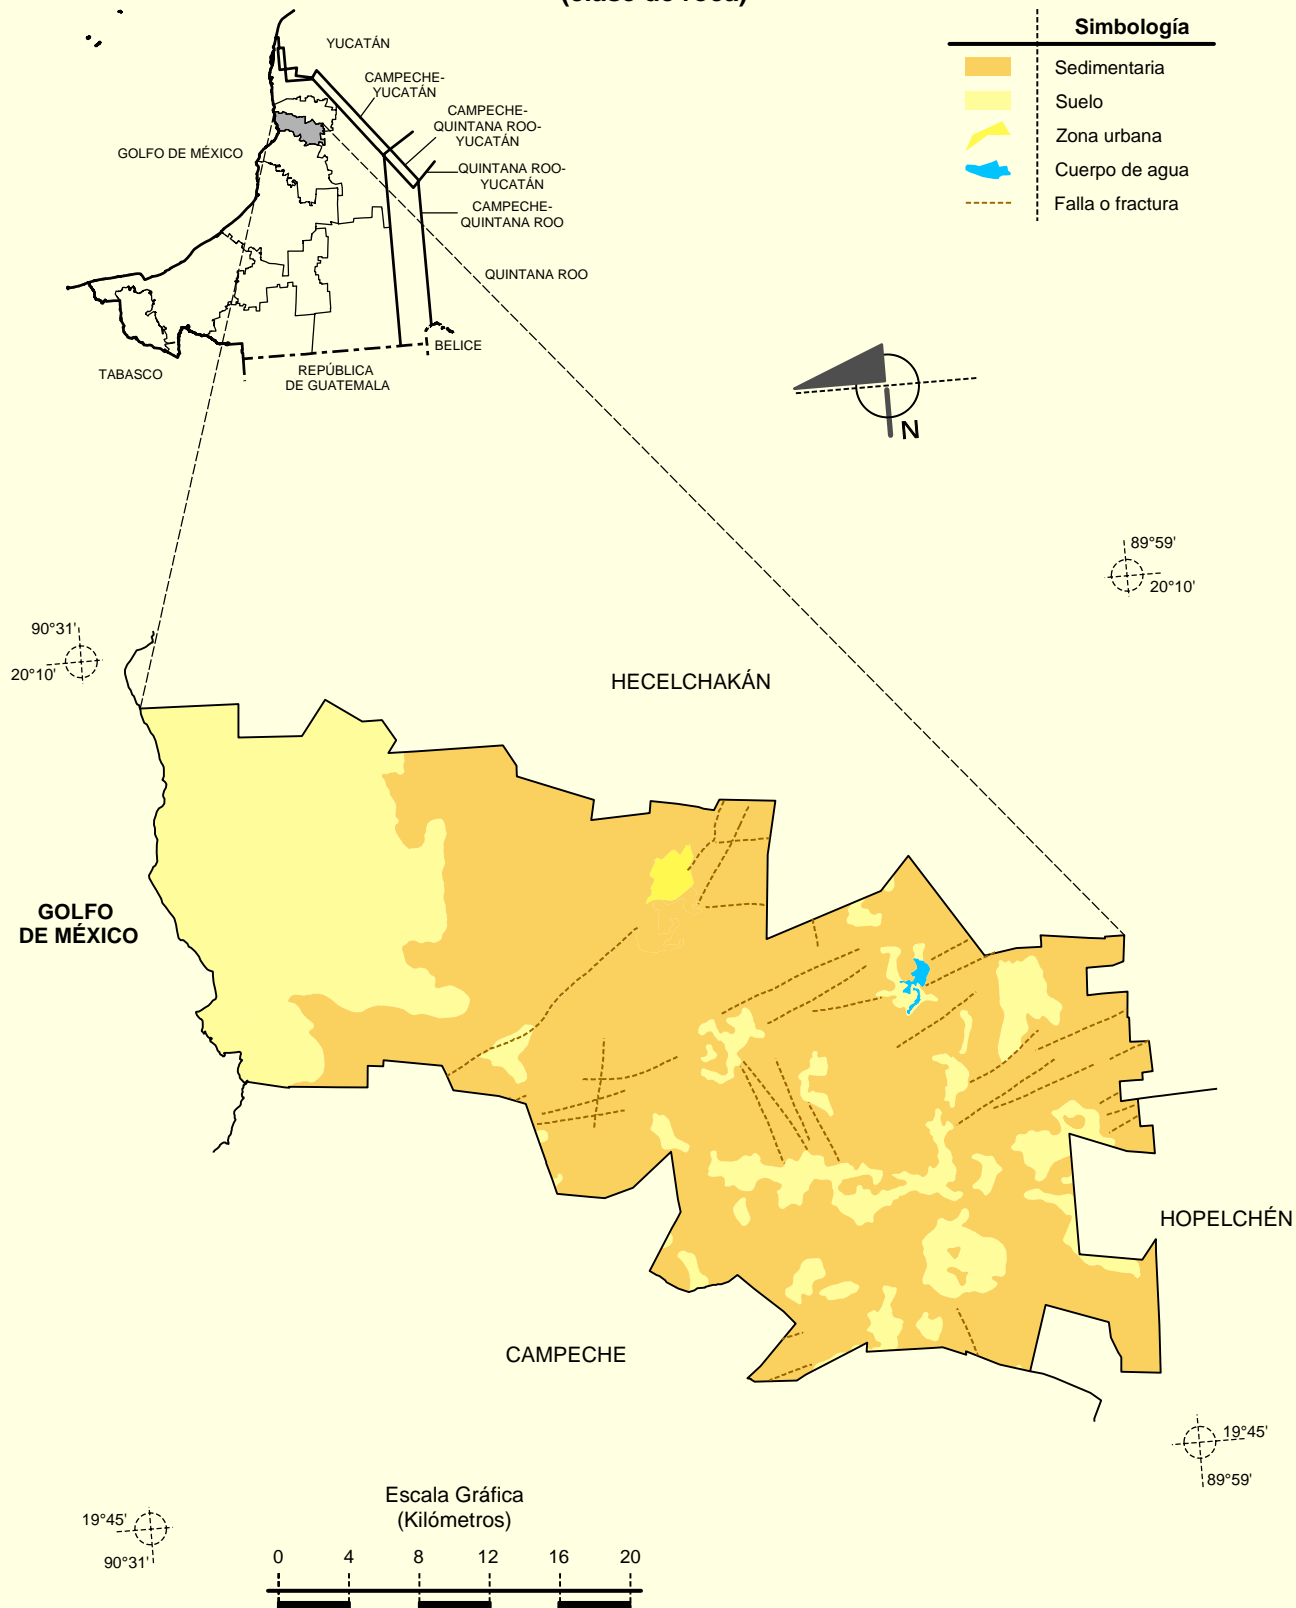 (clase de roca)
Simbología
Sedimentaria
Suelo
Zona urbana
Cuerpo de agua
Falla o fractura
YUCATÁN
CAMPECHE-
YUCATÁN
CAMPECHE-
QUINTANA ROO-
YUCATÁN
GOLFO DE MÉXICO
QUINTANA ROO-
YUCATÁN
CAMPECHE-
QUINTANA ROO
QUINTANA ROO
BELICE
TABASCO
REPÚBLICA
DE GUATEMALA
N
89°59'
20°10'
90°31'
20°10'
HECELCHAKÁN
GOLFO
DE MÉXICO
HOPELCHÉN
CAMPECHE
19°45'
89°59'
19°45'
90°31'
Escala Gráfica
(Kilómetros)
0 4 8 12 16 20